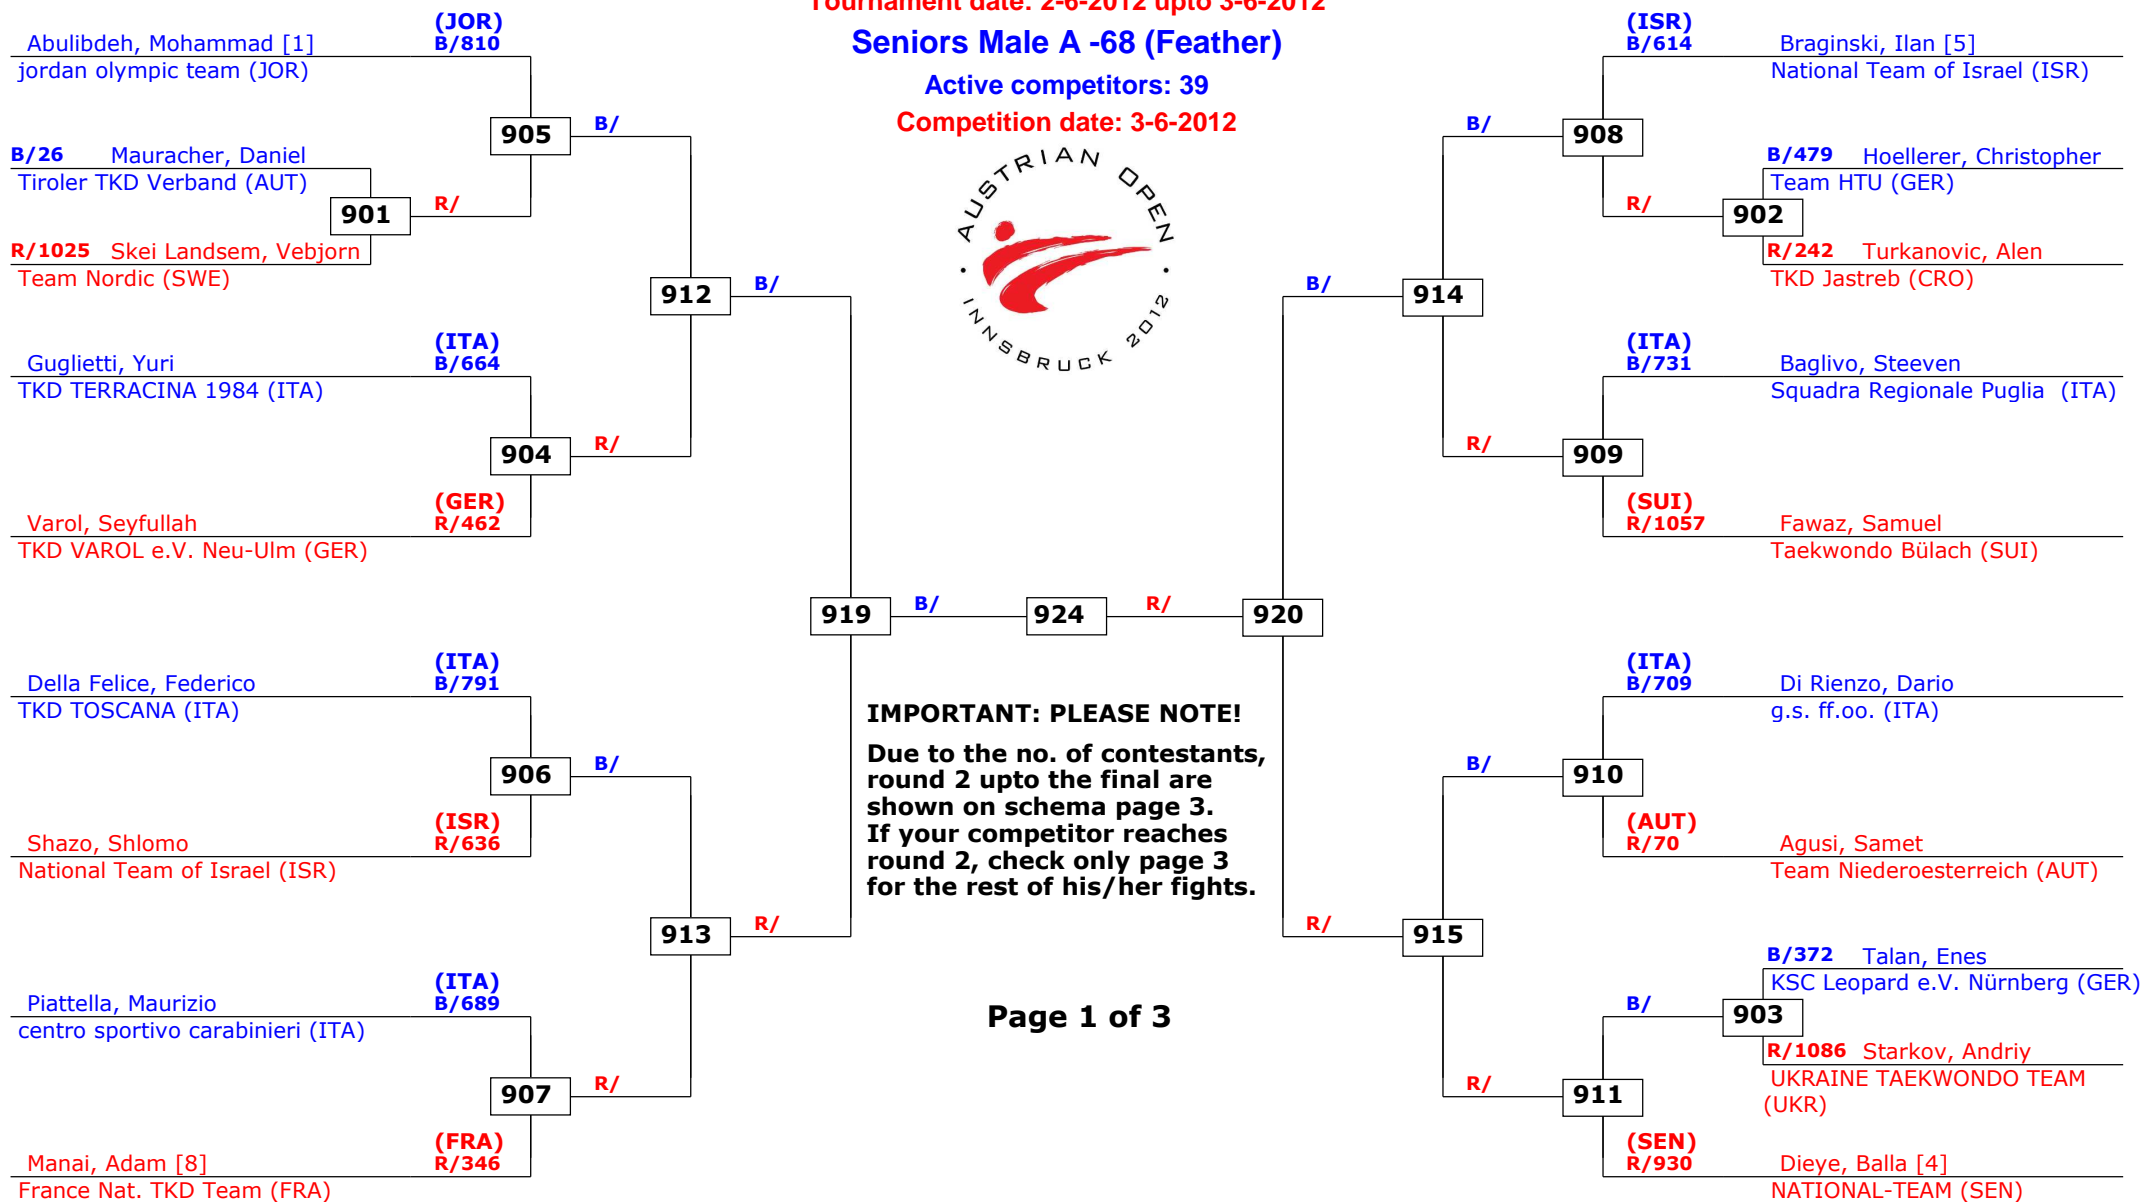 Tournament date: 2-6-2012 upto 3-6-2012
Seniors Male A -68 (Feather)
Active competitors: 39
Competition date: 3-6-2012
AUSTRIAN OPEN
· INNSBRUCK 2012 ·
(JOR)
Abulibdeh, Mohammad [1] B/810
jordan olympic team (JOR)
905
B/
B/26 Mauracher, Daniel
Tiroler TKD Verband (AUT)
901
R/
R/1025 Skei Landsem, Vebjorn
Team Nordic (SWE)
912
B/
(ITA)
Guglietti, Yuri B/664
TKD TERRACINA 1984 (ITA)
904
R/
(GER)
Varol, Seyfullah R/462
TKD VAROL e.V. Neu-Ulm (GER)
919
B/
924
R/
920
(ITA)
Della Felice, Federico B/791
TKD TOSCANA (ITA)
906
B/
(ISR)
Shazo, Shlomo R/636
National Team of Israel (ISR)
913
R/
(ITA)
Piattella, Maurizio B/689
centro sportivo carabinieri (ITA)
907
R/
(FRA)
Manai, Adam [8] R/346
France Nat. TKD Team (FRA)
IMPORTANT: PLEASE NOTE!
Due to the no. of contestants,
round 2 upto the final are
shown on schema page 3.
If your competitor reaches
round 2, check only page 3
for the rest of his/her fights.
Page 1 of 3
(ISR)
B/614 Braginski, Ilan [5]
National Team of Israel (ISR)
B/
908
B/479 Hoellerer, Christopher
Team HTU (GER)
R/
902
R/242 Turkanovic, Alen
TKD Jastreb (CRO)
B/
914
(ITA)
B/731 Baglivo, Steeven
Squadra Regionale Puglia (ITA)
R/
909
(SUI)
R/1057 Fawaz, Samuel
Taekwondo Bülach (SUI)
(ITA)
B/709 Di Rienzo, Dario
g.s. ff.oo. (ITA)
B/
910
(AUT)
R/70 Agusi, Samet
Team Niederoesterreich (AUT)
R/
915
B/372 Talan, Enes
KSC Leopard e.V. Nürnberg (GER)
B/
903
R/1086 Starkov, Andriy
UKRAINE TAEKWONDO TEAM
(UKR)
R/
911
(SEN)
R/930 Dieye, Balla [4]
NATIONAL-TEAM (SEN)